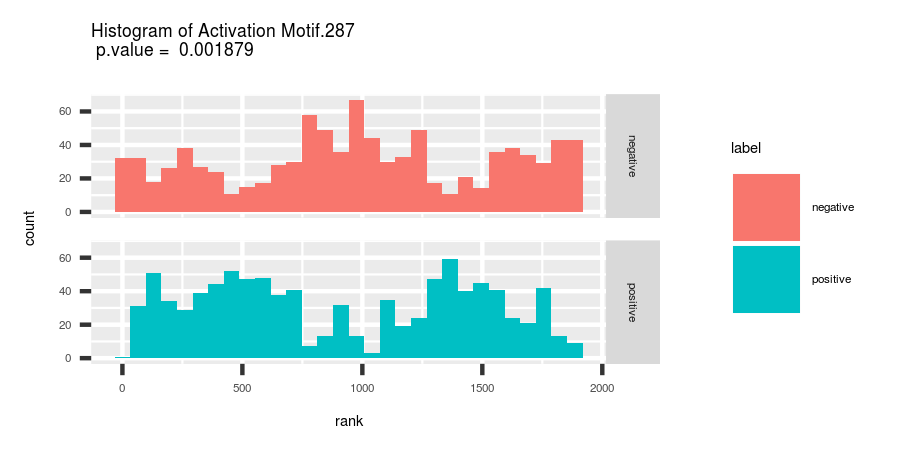 Histogram of Activation Motif.287
p.value =  0.001879
count
60
40
20
0
negative
60
40
20
0
positive
0
500
1000
1500
2000
rank
label
negative
positive